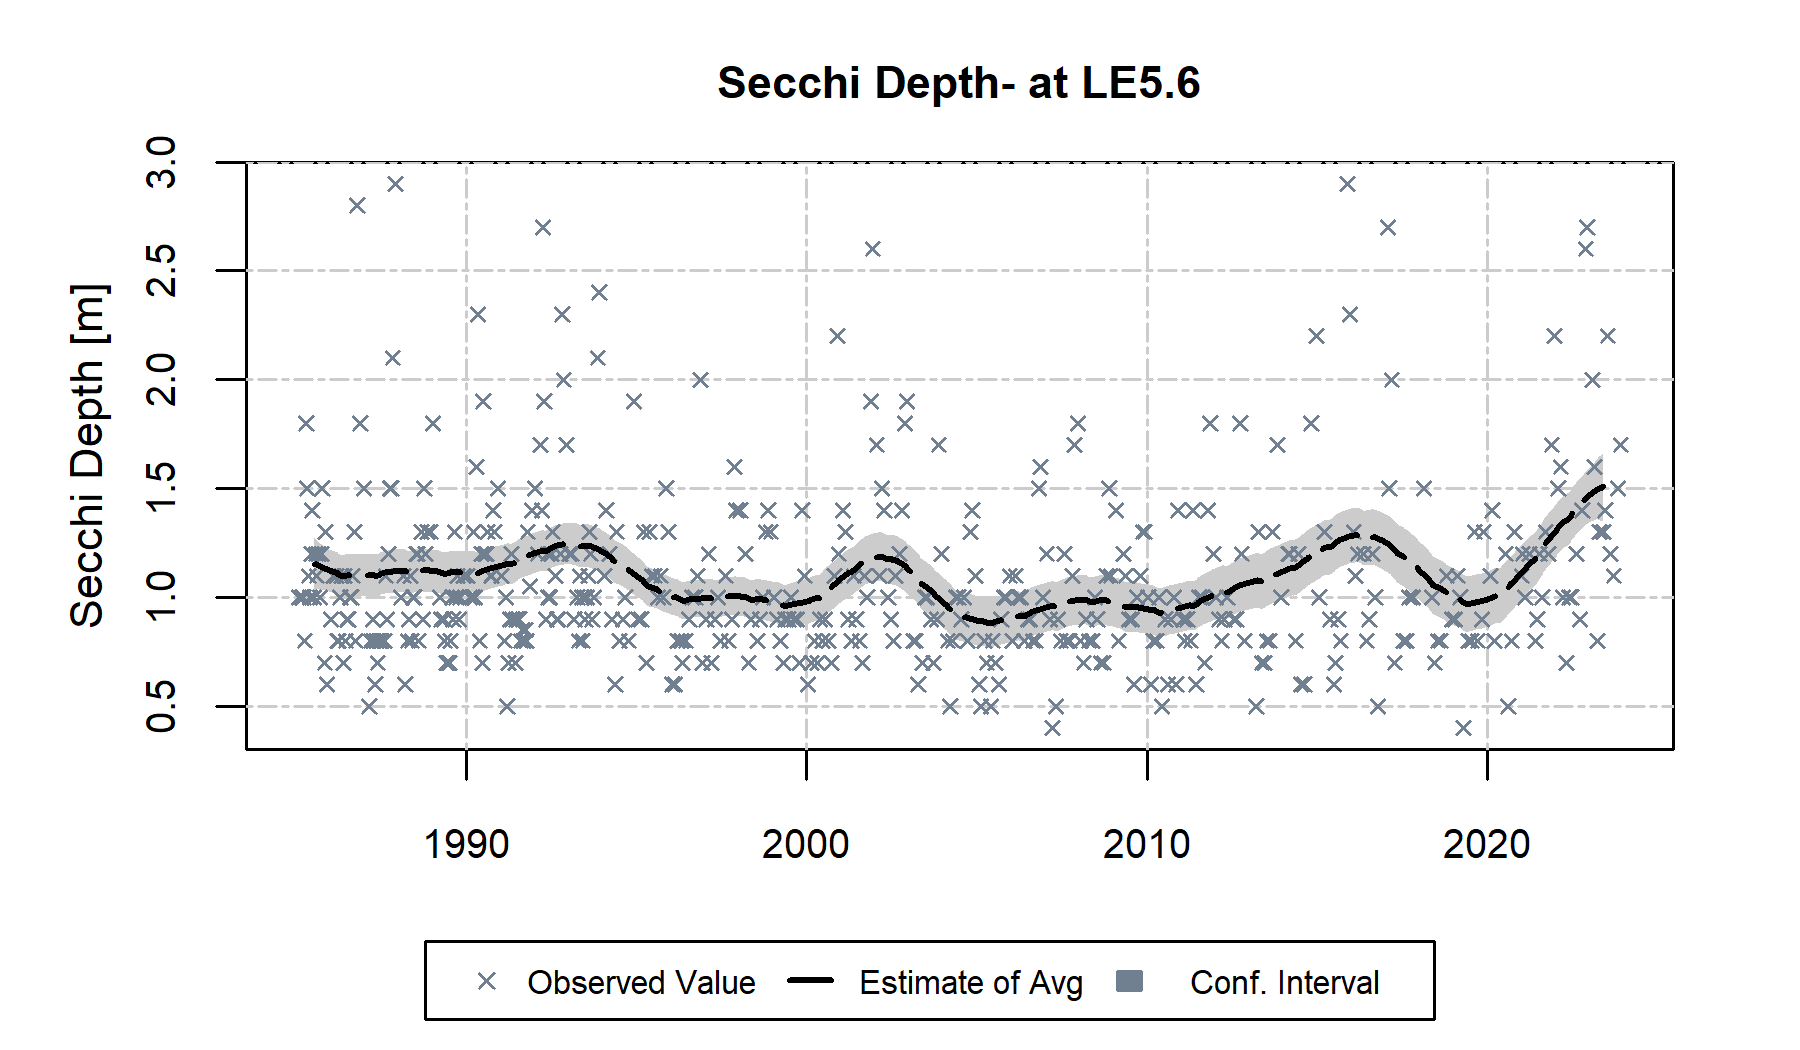 Secchi Depth- at LE5.6
Secchi Depth [m]
3.0
2.5
2.0
1.5
1.0
0.5
1990 2000 2010 2020
Observed Value Estimate of Avg Conf. Interval